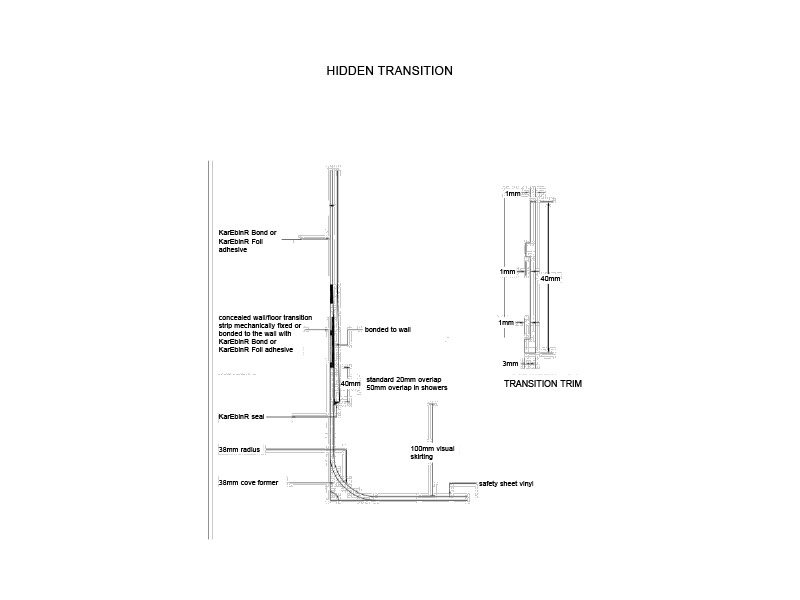 HIDDEN TRANSITION
KarEbinR Bond or
KarEbinR Foil
adhesive
concealed wall/floor transition
strip mechanically fixed or
bonded to the wall with
KarEbinR Bond or
KarEbinR Foil adhesive
bonded to wall
40mm
standard 20mm overlap
50mm overlap in showers
KarEbinR seal
38mm radius
38mm cove former
100mm visual
skirting
safety sheet vinyl
1mm
1mm
40mm
1mm
3mm
TRANSITION TRIM